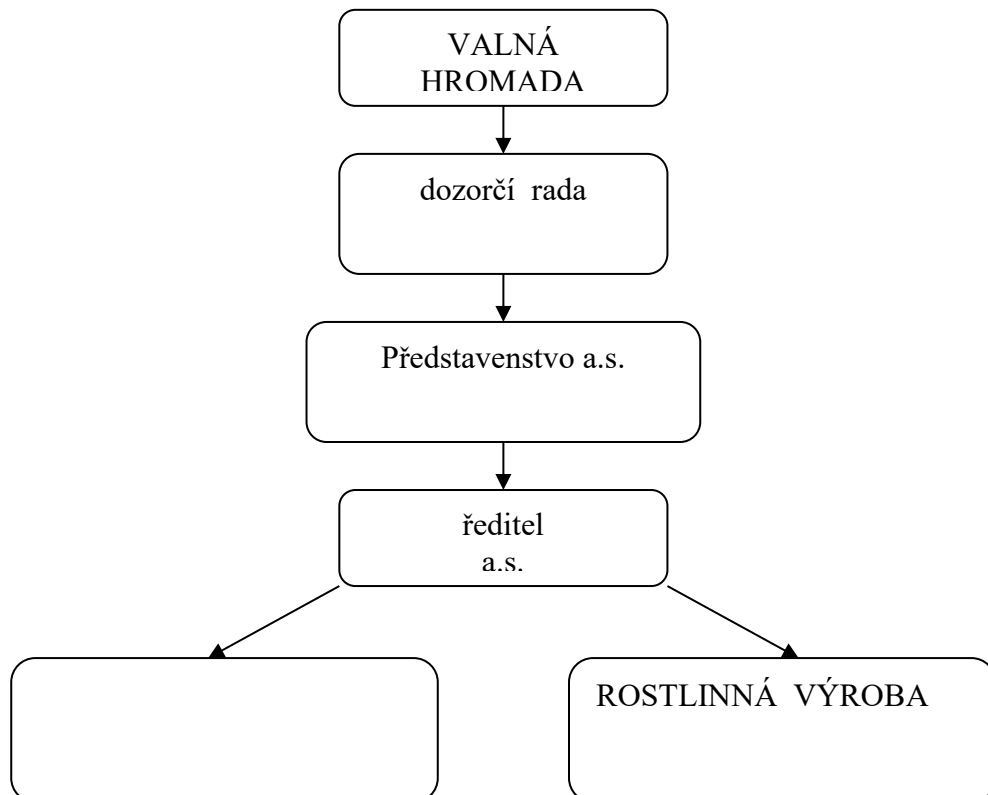 VALNÁ
HROMADA
dozorčí rada
Představenstvo a.s.
ředitel
a.s.
ROSTLINNÁ VÝROBA